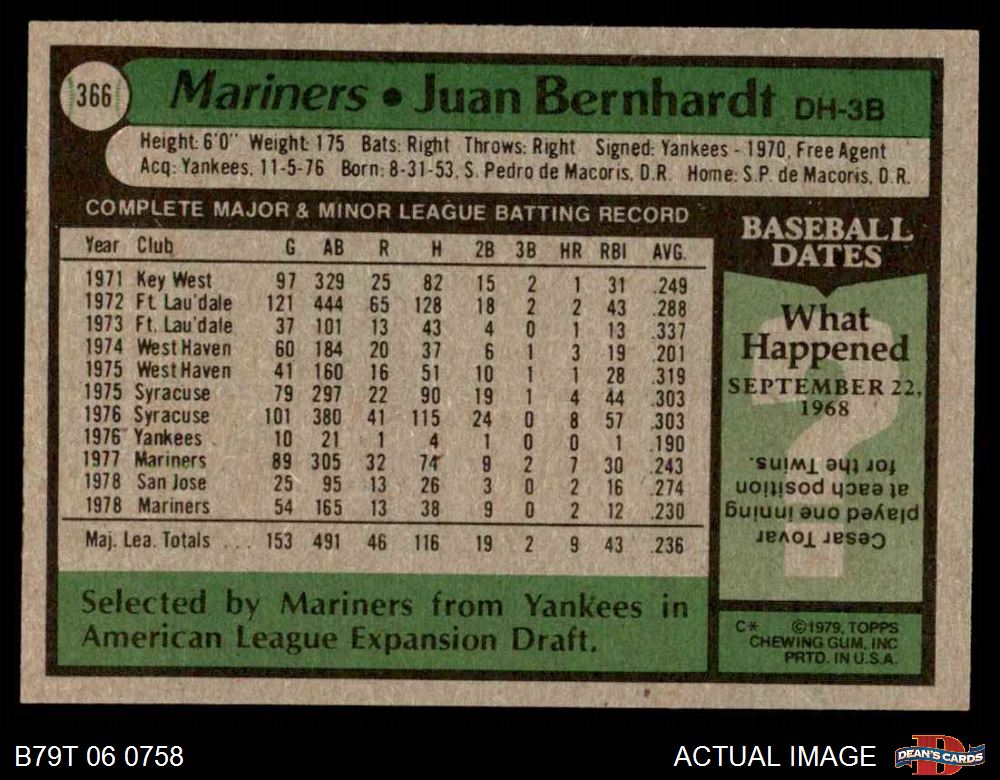 366
Mariners • Juan Bernhardt DH-3B
Height: 6'0" Weight: 175 Bats: Right Throws: Right Signed: Yankees - 1970, Free Agent
Acq: Yankees, 11-5-76 Born: 8-31-53, S. Pedro de Macoris, D.R. Home: S.P. de Macoris, D.R.
COMPLETE MAJOR & MINOR LEAGUE BATTING RECORD
Year Club G AB R H 2B 3B HR RBI AVG.
1971 Key West 97 329 25 82 15 2 1 31 .249
1972 Ft. Lau'dale 121 444 65 128 18 2 2 43 .288
1973 Ft. Lau'dale 37 101 13 43 4 0 1 13 .337
1974 West Haven 60 184 20 37 6 1 3 19 .201
1975 West Haven 41 160 16 51 10 1 1 28 .319
1975 Syracuse 79 297 22 90 19 1 4 44 .303
1976 Syracuse 101 380 41 115 24 0 8 57 .303
1976 Yankees 10 21 1 4 1 0 0 1 .190
1977 Mariners 89 305 32 74 9 2 7 30 .243
1978 San Jose 25 95 13 26 3 0 2 16 .274
1978 Mariners 54 165 13 38 9 0 2 12 .230
Maj. Lea. Totals ... 153 491 46 116 19 2 9 43 .236
Selected by Mariners from Yankees in
American League Expansion Draft.
BASEBALL
DATES
What
Happened
SEPTEMBER 22,
1968
?
Cesar Tovar
played one inning
at each position
for the Twins.
C* ©1979, TOPPS
CHEWING GUM, INC
PRTD. IN U.S.A.
B79T 06 0758
ACTUAL IMAGE
D
DEAN'S CARDS